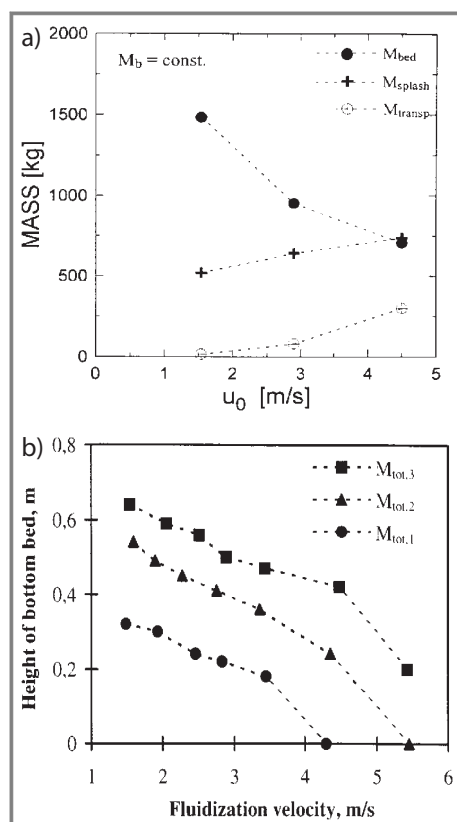 a)
2000
M_b = const.
M_bed
M_splash
M_transp
1500
1000
500
0
MASS [kg]
0 1 2 3 4 5
u_0 [m/s]
b)
0,8
M_tot,3
M_tot,2
M_tot,1
0,6
0,4
0,2
0
Height of bottom bed, m
1 2 3 4 5 6
Fluidization velocity, m/s